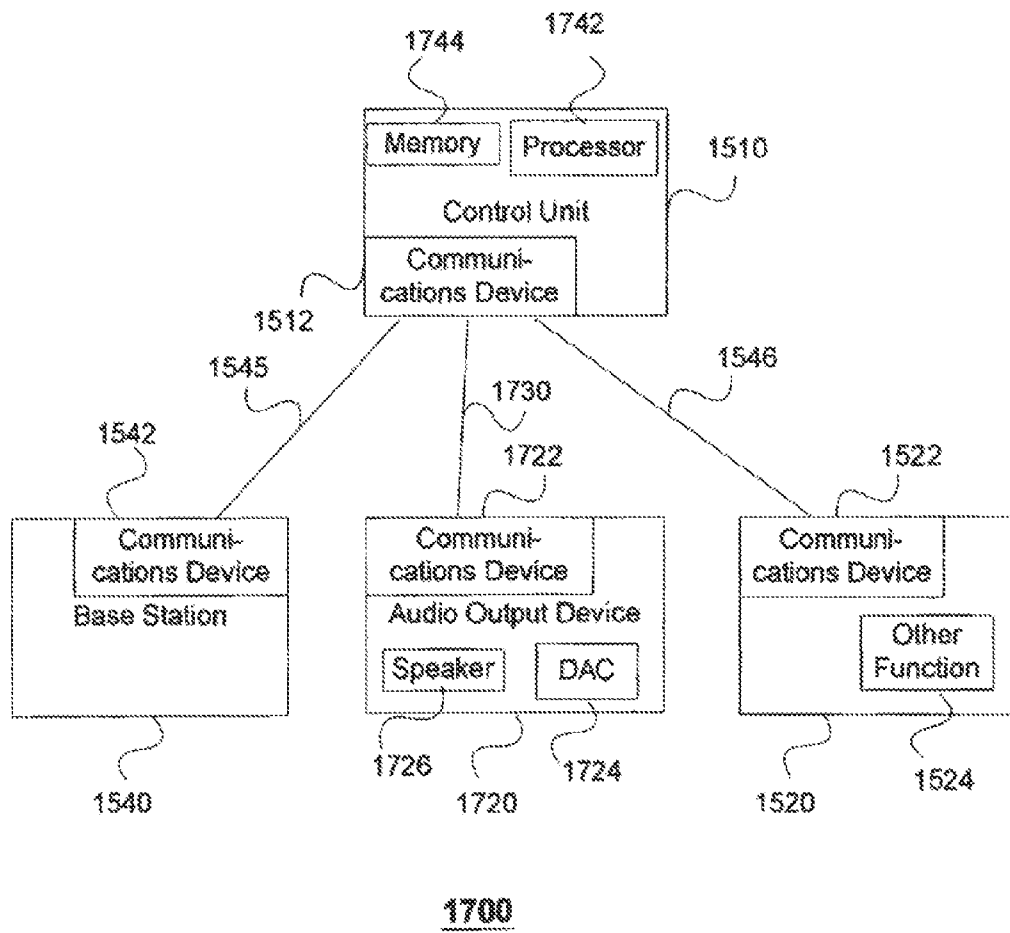 1744
1742
Memory
Processor
1510
Control Unit
Communi-
cations Device
1512
1545
1730
1546
1542
1722
1522
Communi-
cations Device
Base Station
Communi-
cations Device
Audio Output Device
Speaker
DAC
Communi-
cations Device
Other
Function
1726
1724
1524
1540
1720
1520
1700